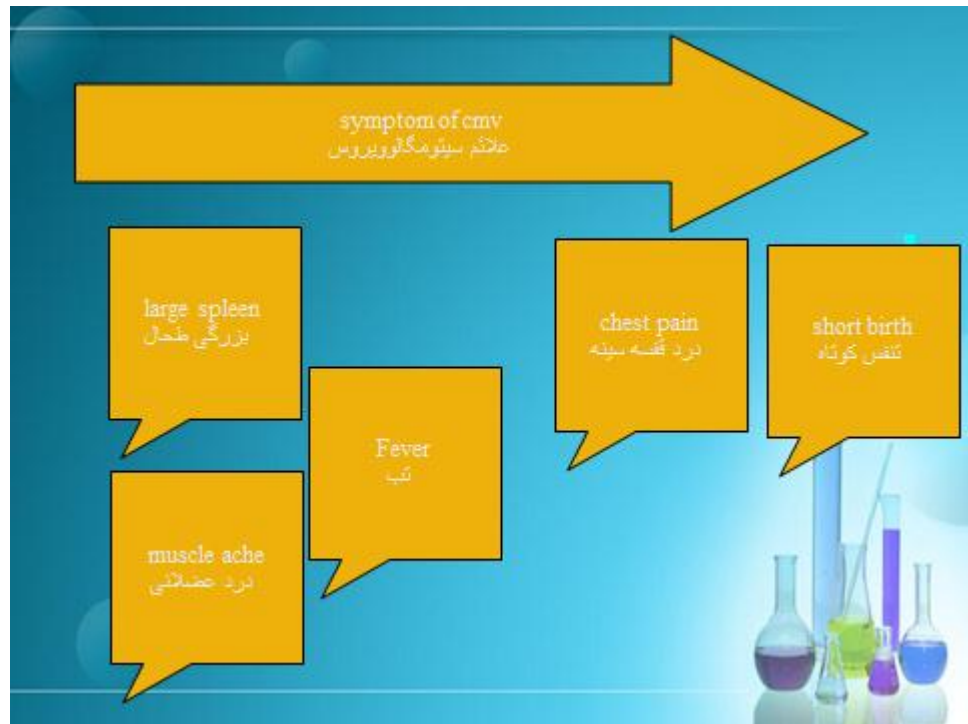 symptom of cmv
علائم سیتومگالوویروس
large spleen
بزرگی طحال
chest pain
درد قفسه سینه
short birth
تنفس کوتاه
Fever
تب
muscle ache
درد عضلانی